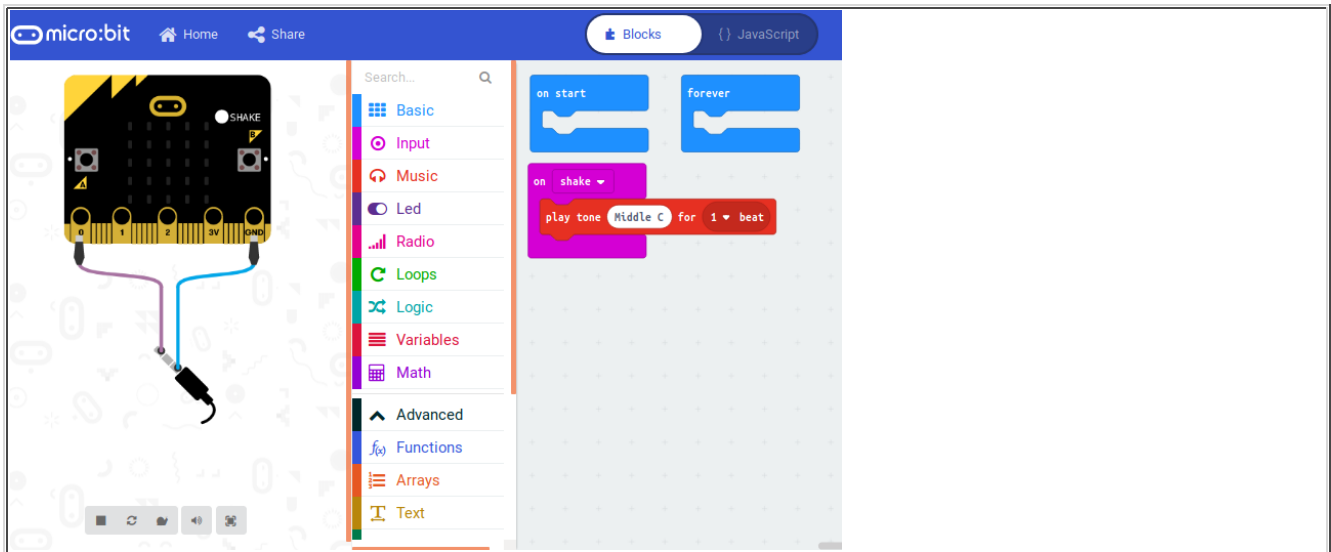 micro:bit Home Share Blocks {} JavaScript
SHAKE
B
A
0 1 2 3V GND
Search...
Basic
Input
Music
Led
Radio
Loops
Logic
Variables
Math
Advanced
f(x) Functions
Arrays
Text
on start
forever
on shake
play tone Middle C for 1 beat